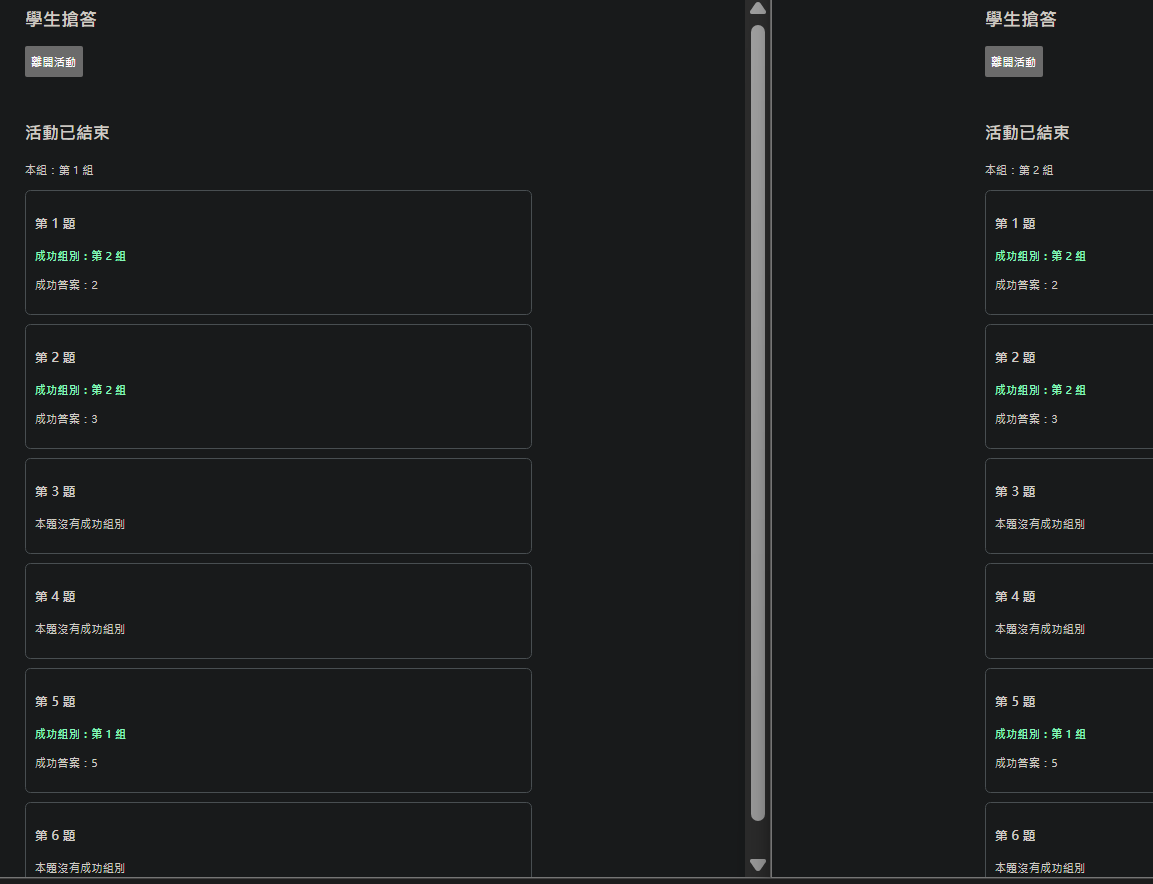 學生搶答
離開活動
活動已結束
本組：第 1 組
第 1 題
成功組別：第 2 組
成功答案：2
第 2 題
成功組別：第 2 組
成功答案：3
第 3 題
本題沒有成功組別
第 4 題
本題沒有成功組別
第 5 題
成功組別：第 1 組
成功答案：5
第 6 題
本題沒有成功組別
學生搶答
離開活動
活動已結束
本組：第 2 組
第 1 題
成功組別：第 2 組
成功答案：2
第 2 題
成功組別：第 2 組
成功答案：3
第 3 題
本題沒有成功組別
第 4 題
本題沒有成功組別
第 5 題
成功組別：第 1 組
成功答案：5
第 6 題
本題沒有成功組別